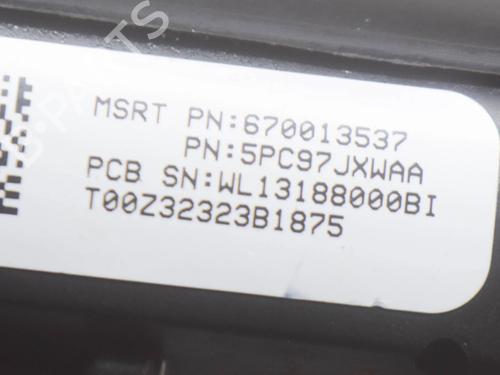 MSRT PN:670013537
PN:5PC97JXWAA
PCB SN:WL13188000BI
T00Z32323B1875